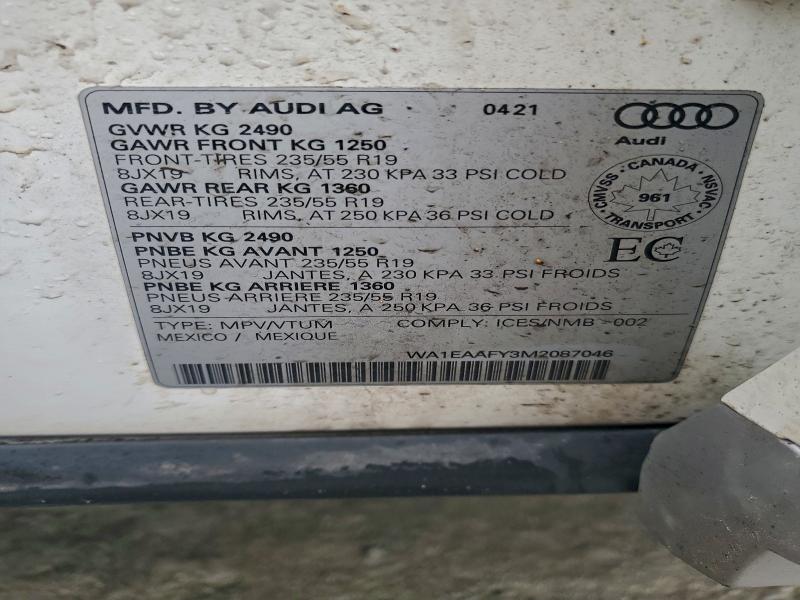 MFD. BY AUDI AG 0421
Audi
GVWR KG 2490
GAWR FRONT KG 1250
FRONT-TIRES 235/55 R19
8JX19 RIMS, AT 230 KPA 33 PSI COLD
GAWR REAR KG 1360
REAR-TIRES 235/55 R19
8JX19 RIMS, AT 250 KPA 36 PSI COLD
CMVSS · CANADA · NSVAC · TRANSPORT ·
961
EC
PNVB KG 2490
PNBE KG AVANT 1250
PNEUS AVANT 235/55 R19
8JX19 JANTES, A 230 KPA 33 PSI FROIDS
PNBE KG ARRIERE 1360
PNEUS ARRIERE 235/55 R19
8JX19 JANTES, A 250 KPA 36 PSI FROIDS
TYPE: MPV/VTUM COMPLY: ICES/NMB -002
MEXICO / MEXIQUE
WA1EAAFY3M2087046